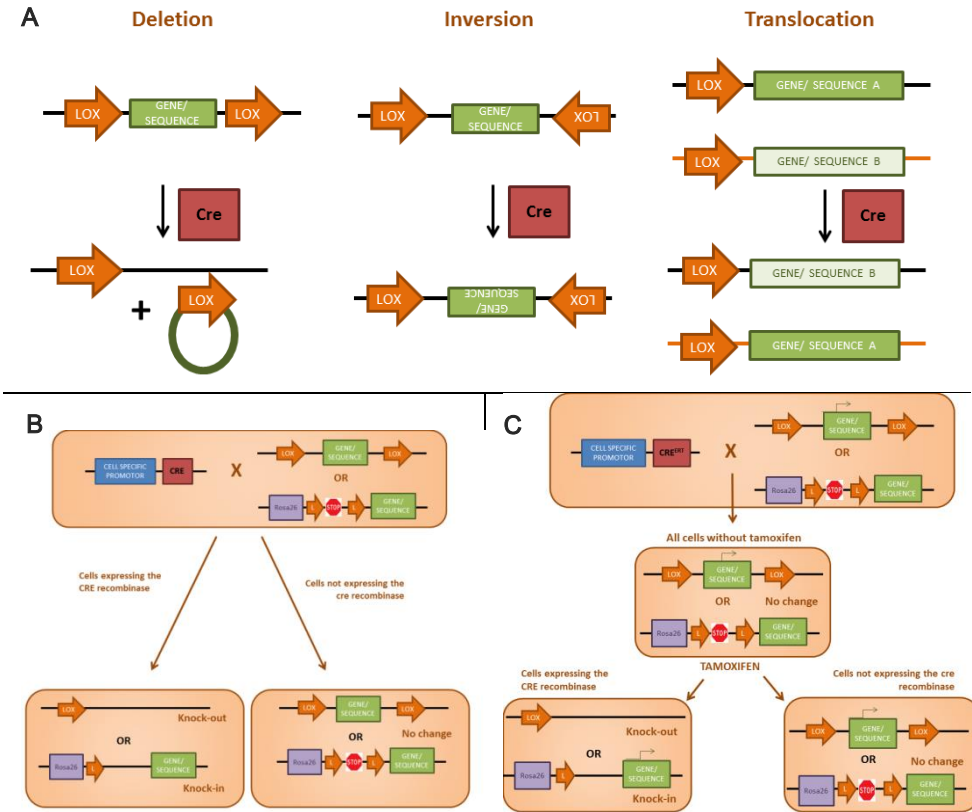 A
Deletion
LOX
GENE/
SEQUENCE
LOX
Cre
LOX
+
LOX
Inversion
LOX
GENE/
SEQUENCE
LOX
Cre
LOX
GENE/
SEQUENCE
LOX
Translocation
LOX
GENE/ SEQUENCE A
LOX
GENE/ SEQUENCE B
Cre
LOX
GENE/ SEQUENCE B
LOX
GENE/ SEQUENCE A
B
CELL SPECIFIC
PROMOTOR
CRE
X
LOX
GENE/
SEQUENCE
LOX
OR
Rosa26
L
STOP
L
GENE/
SEQUENCE
Cells expressing the
CRE recombinase
Cells not expressing the
cre recombinase
LOX
Knock-out
OR
Rosa26
L
GENE/
SEQUENCE
Knock-in
LOX
GENE/
SEQUENCE
LOX
OR
No change
Rosa26
L
STOP
L
GENE/
SEQUENCE
C
CELL SPECIFIC
PROMOTOR
CREᴱᴿᵀ
X
LOX
GENE/
SEQUENCE
LOX
OR
Rosa26
L
STOP
L
GENE/
SEQUENCE
All cells without tamoxifen
LOX
GENE/
SEQUENCE
LOX
OR
No change
Rosa26
L
STOP
L
GENE/
SEQUENCE
TAMOXIFEN
Cells expressing the
CRE recombinase
Cells not expressing the cre
recombinase
LOX
Knock-out
OR
Rosa26
L
GENE/
SEQUENCE
Knock-in
LOX
GENE/
SEQUENCE
LOX
No change
OR
Rosa26
L
STOP
L
GENE/
SEQUENCE